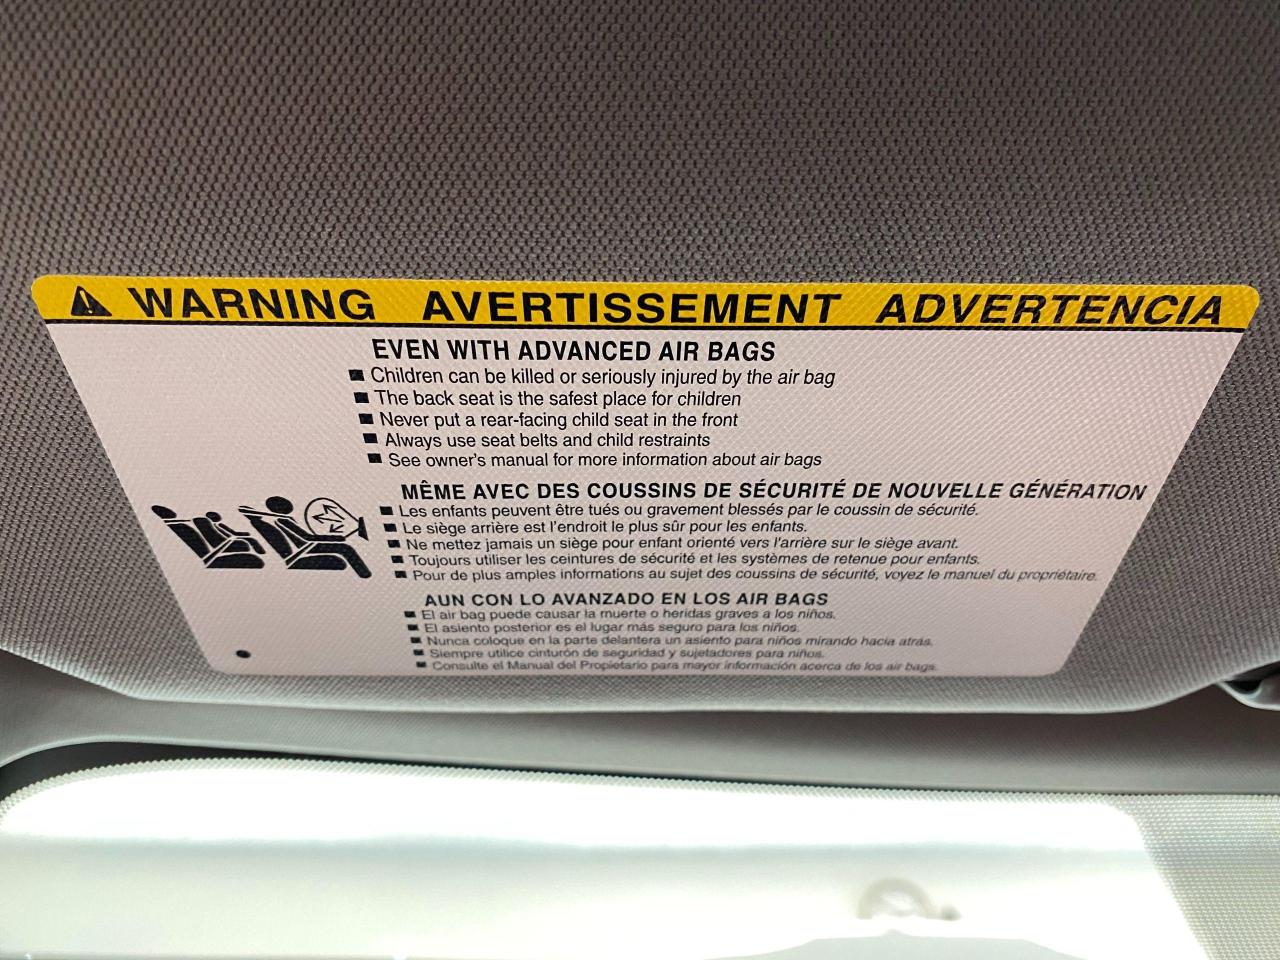 WARNING AVERTISSEMENT ADVERTENCIA
EVEN WITH ADVANCED AIR BAGS
■ Children can be killed or seriously injured by the air bag
■ The back seat is the safest place for children
■ Never put a rear-facing child seat in the front
■ Always use seat belts and child restraints
■ See owner's manual for more information about air bags
MÊME AVEC DES COUSSINS DE SÉCURITÉ DE NOUVELLE GÉNÉRATION
■ Les enfants peuvent être tués ou gravement blessés par le coussin de sécurité.
■ Le siège arrière est l'endroit le plus sûr pour les enfants.
■ Ne mettez jamais un siège pour enfant orienté vers l'arrière sur le siège avant.
■ Toujours utiliser les ceintures de sécurité et les systèmes de retenue pour enfants.
■ Pour de plus amples informations au sujet des coussins de sécurité, voyez le manuel du propriétaire.
AUN CON LO AVANZADO EN LOS AIR BAGS
■ El air bag puede causar la muerte o heridas graves a los niños.
■ El asiento posterior es el lugar más seguro para los niños.
■ Nunca coloque en la parte delantera un asiento para niños mirando hacia atrás.
■ Siempre utilice cinturón de seguridad y sujetadores para niños.
■ Consulte el Manual del Propietario para mayor información acerca de los air bags.